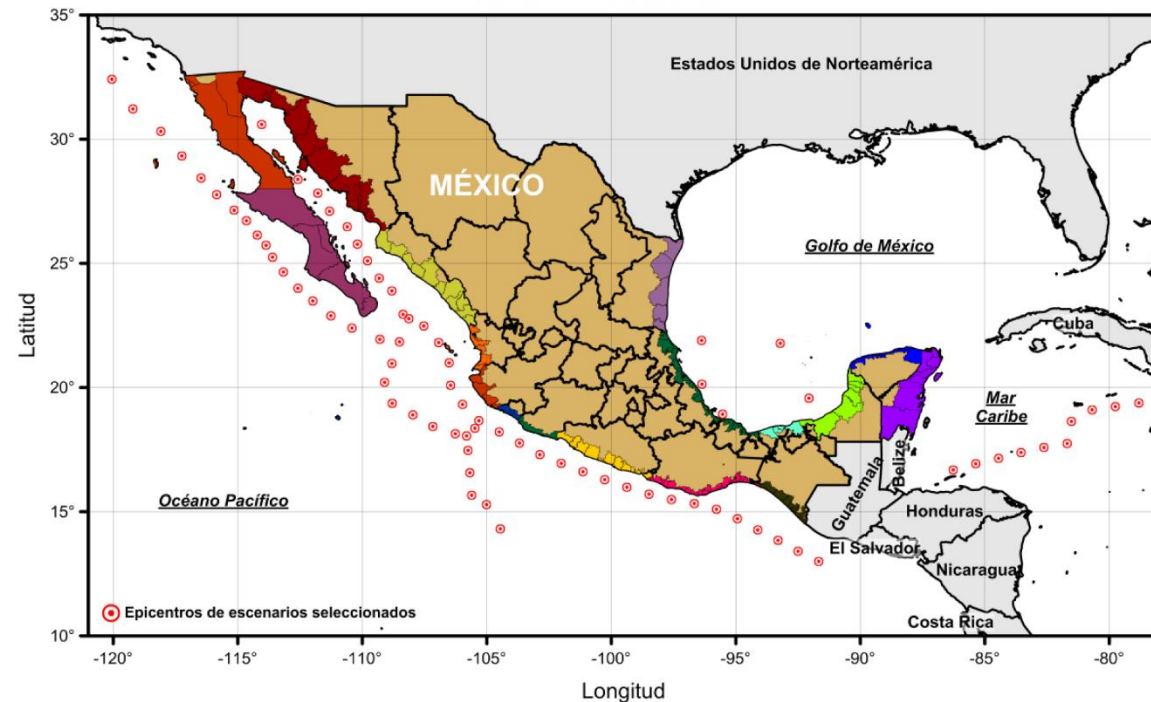 35°
30°
25°
20°
15°
10°
Latitud
Estados Unidos de Norteamérica
MÉXICO
Golfo de México
Cuba
Mar
Caribe
Océano Pacífico
Belize
Guatemala
Honduras
El Salvador
Nicaragua
Costa Rica
Epicentros de escenarios seleccionados
-120°
-115°
-110°
-105°
-100°
-95°
-90°
-85°
-80°
Longitud